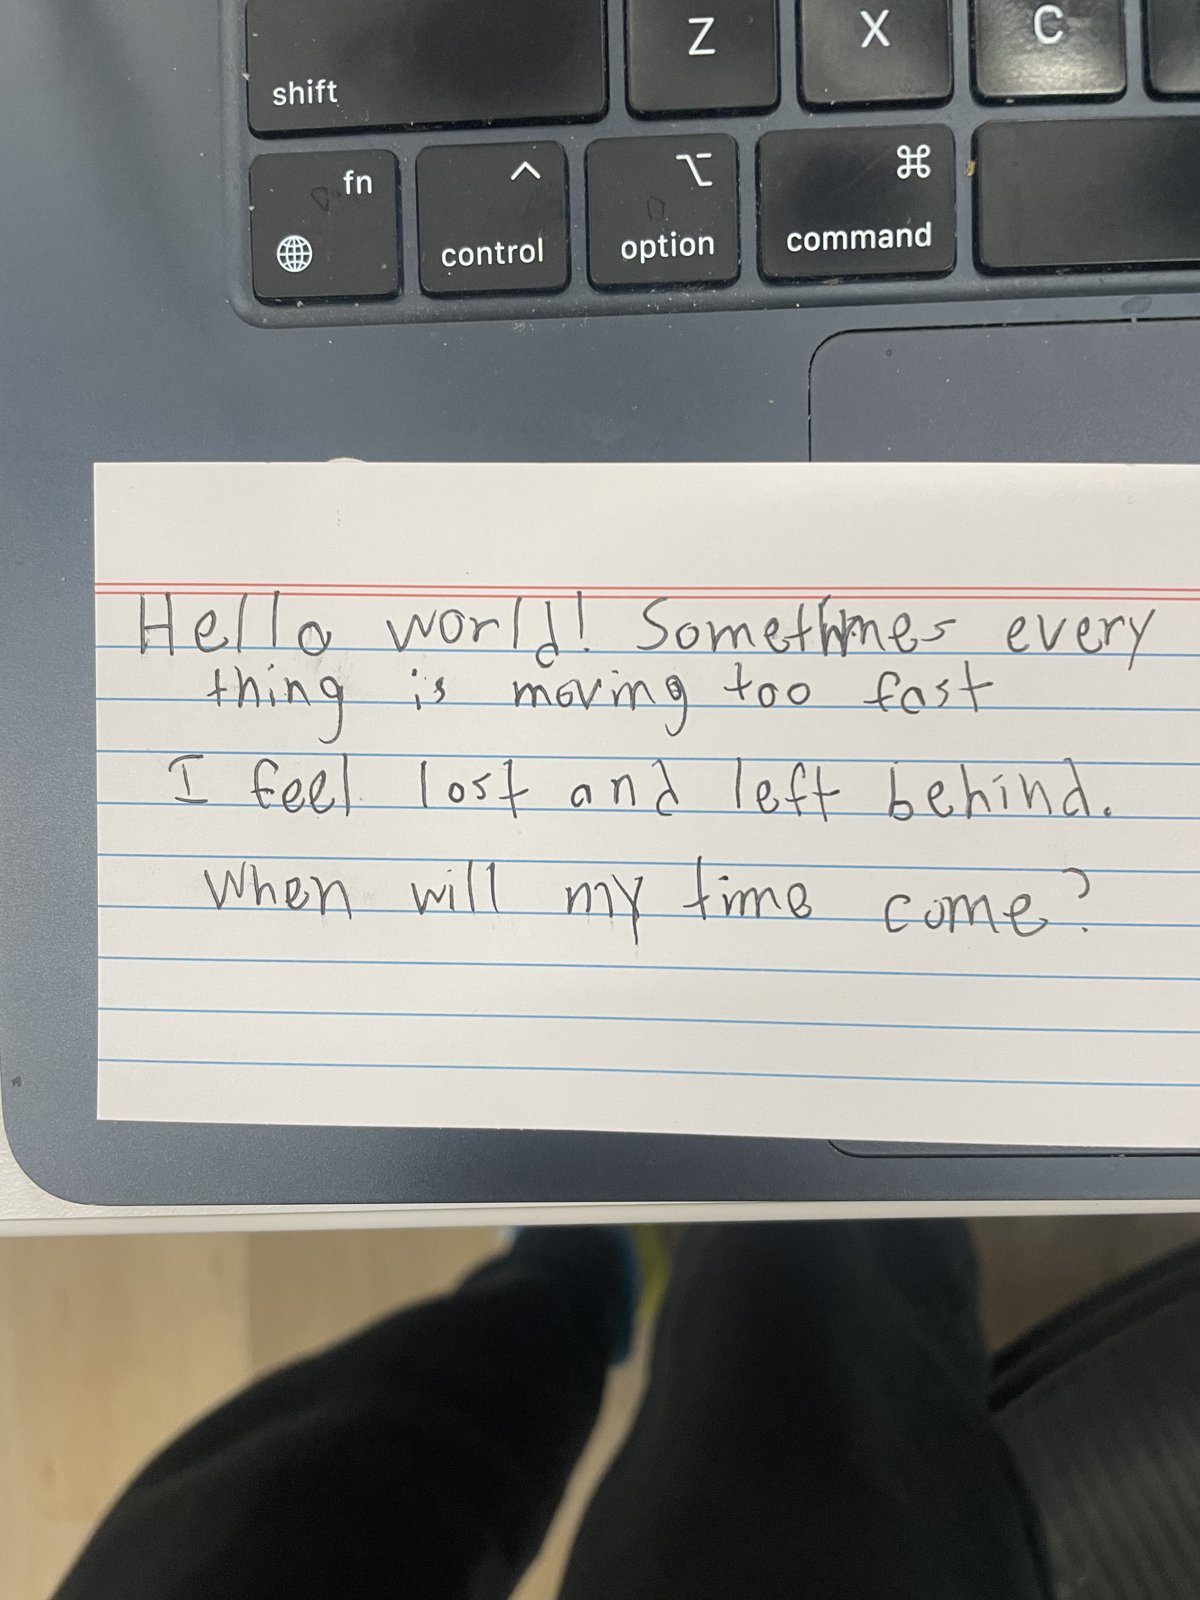 Z X C
shift
fn ^ ⌥ ⌘
control option command
Hello world! Sometimes every
thing is moving too fast
I feel lost and left behind.
When will my time come?